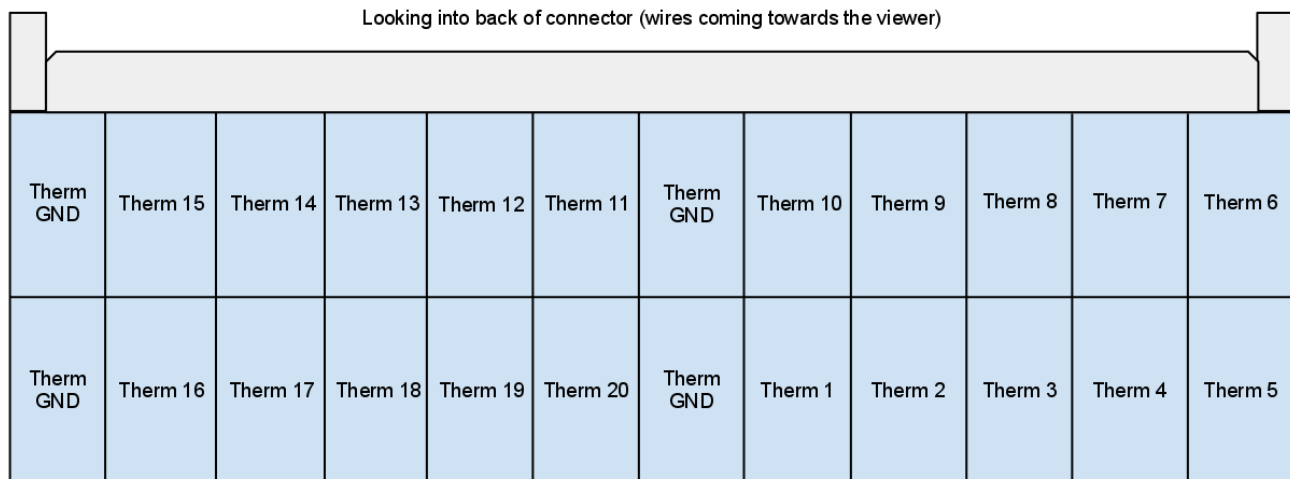 Looking into back of connector (wires coming towards the viewer)
Therm GND Therm 15 Therm 14 Therm 13 Therm 12 Therm 11 Therm GND Therm 10 Therm 9 Therm 8 Therm 7 Therm 6
Therm GND Therm 16 Therm 17 Therm 18 Therm 19 Therm 20 Therm GND Therm 1 Therm 2 Therm 3 Therm 4 Therm 5